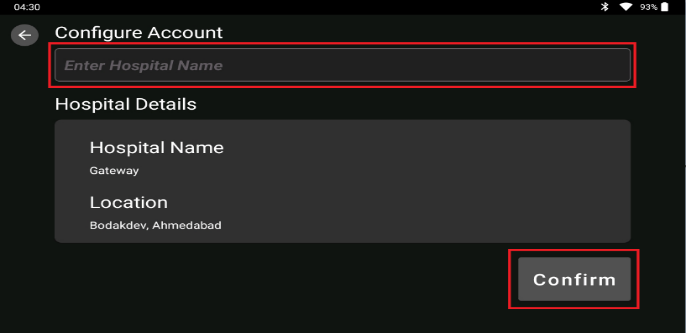 04:30
93%
Configure Account
Enter Hospital Name
Hospital Details
Hospital Name
Gateway
Location
Bodakdev, Ahmedabad
Confirm